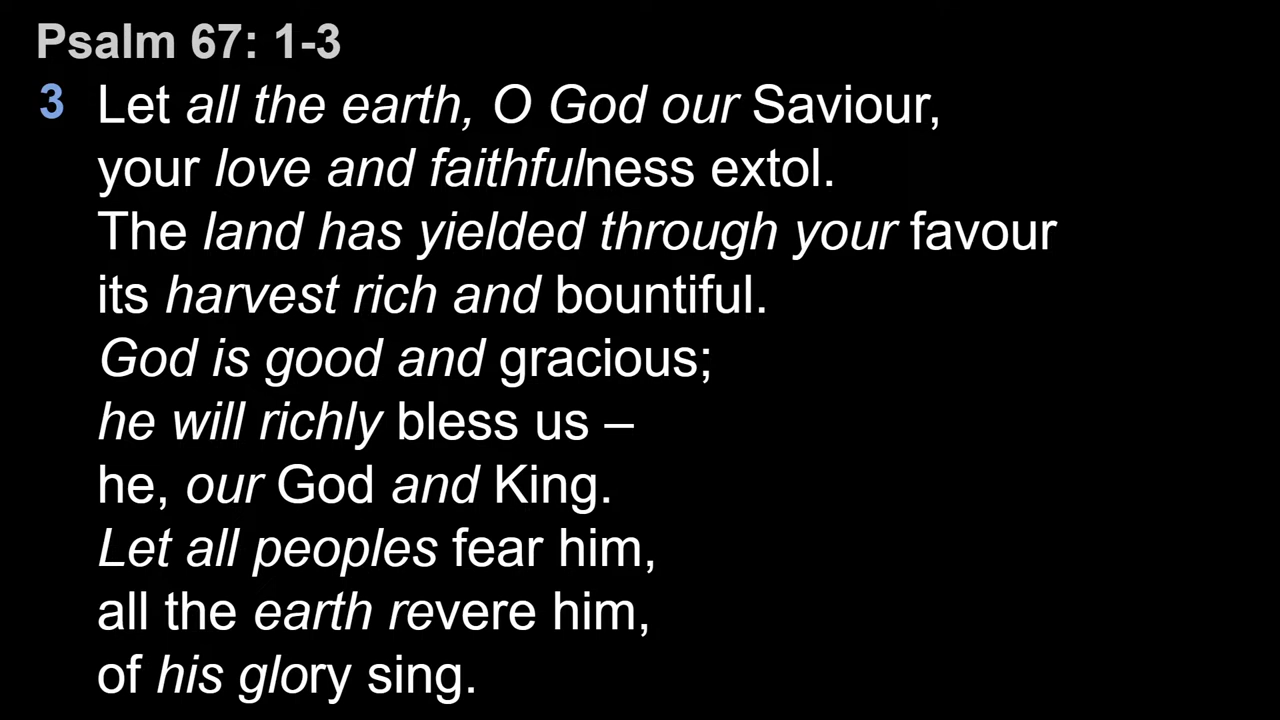 Psalm 67: 1-3
3 Let all the earth, O God our Saviour,
your love and faithfulness extol.
The land has yielded through your favour
its harvest rich and bountiful.
God is good and gracious;
he will richly bless us –
he, our God and King.
Let all peoples fear him,
all the earth revere him,
of his glory sing.